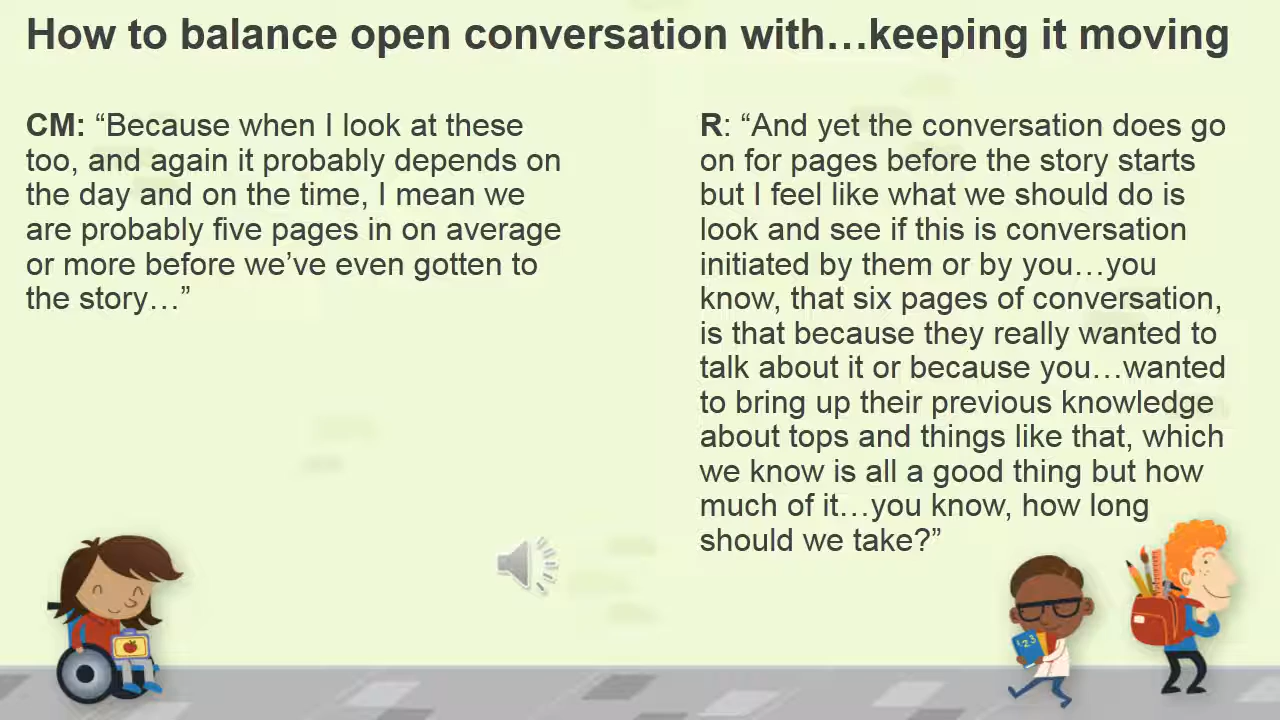 How to balance open conversation with…keeping it moving
CM: “Because when I look at these
too, and again it probably depends on
the day and on the time, I mean we
are probably five pages in on average
or more before we’ve even gotten to
the story…”
R: “And yet the conversation does go
on for pages before the story starts
but I feel like what we should do is
look and see if this is conversation
initiated by them or by you…you
know, that six pages of conversation,
is that because they really wanted to
talk about it or because you…wanted
to bring up their previous knowledge
about tops and things like that, which
we know is all a good thing but how
much of it…you know, how long
should we take?”
123